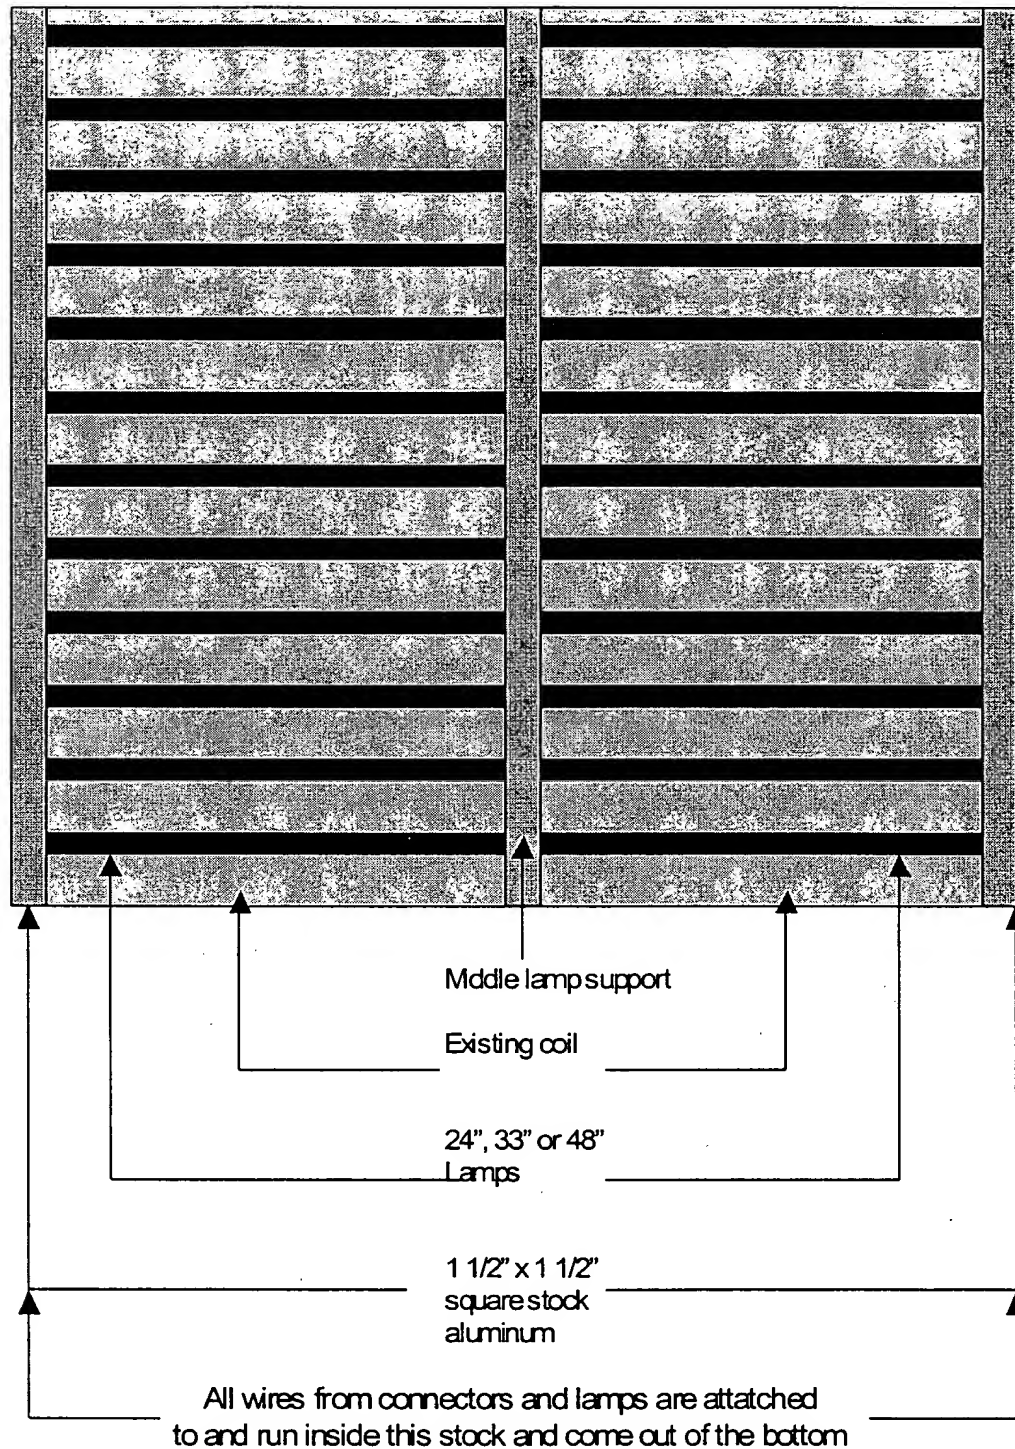 Mddle lamp support
Existing coil
24", 33" or 48"
Lamps
1 1/2" x 1 1/2"
square stock
aluminum
All wires from connectors and lamps are attatched
to and run inside this stock and come out of the bottom